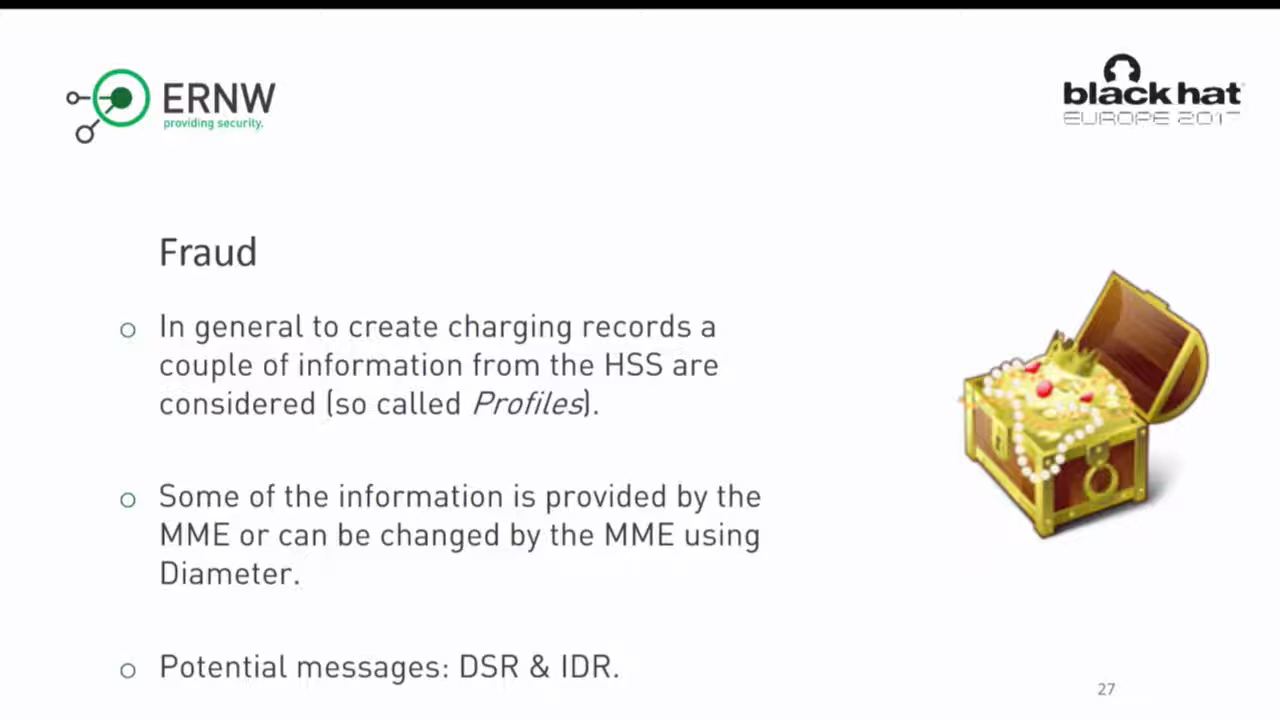 ERNW
providing security.
black hat
EUROPE 2017
Fraud
In general to create charging records a
couple of information from the HSS are
considered (so called Profiles).
Some of the information is provided by the
MME or can be changed by the MME using
Diameter.
Potential messages: DSR & IDR.
27